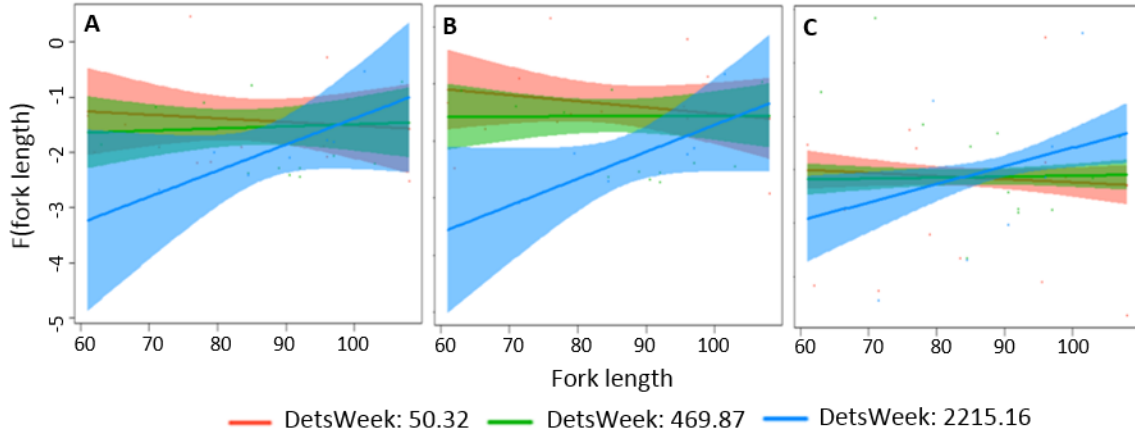 A B C
F(fork length)
0
-1
-2
-3
-4
-5
60 70 80 90 100 60 70 80 90 100 60 70 80 90 100
Fork length
DetsWeek: 50.32 DetsWeek: 469.87 DetsWeek: 2215.16